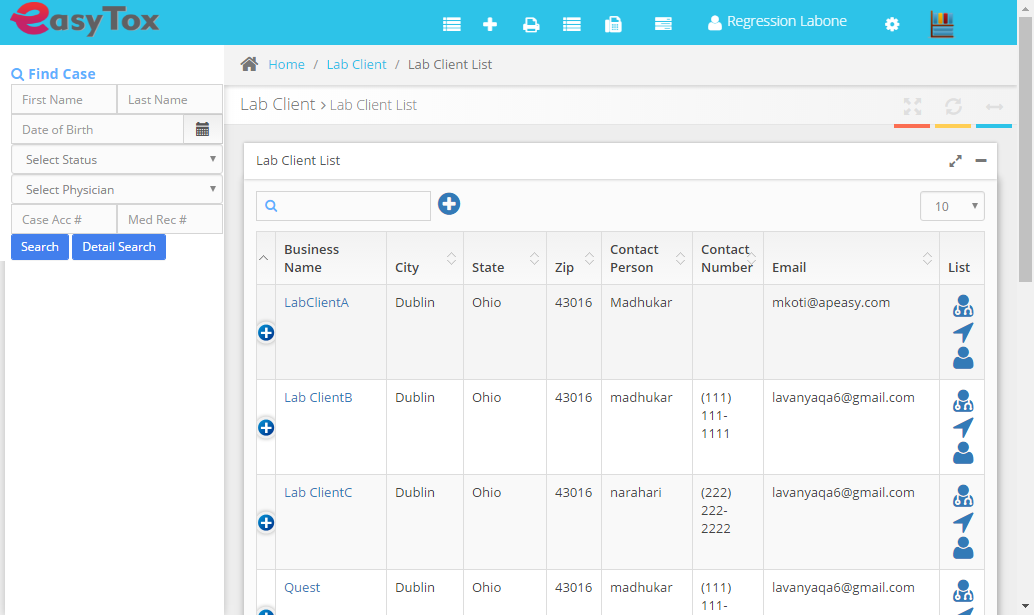 easyTox
Regression Labone
Home / Lab Client / Lab Client List
Find Case
First Name Last Name
Date of Birth
Select Status
Select Physician
Case Acc # Med Rec #
Search Detail Search
Lab Client > Lab Client List
Lab Client List
10
Business Name City State Zip Contact Person Contact Number Email List
LabClientA Dublin Ohio 43016 Madhukar mkoti@apeasy.com
Lab ClientB Dublin Ohio 43016 madhukar (111) 111-1111 lavanyaqa6@gmail.com
Lab ClientC Dublin Ohio 43016 narahari (222) 222-2222 lavanyaqa6@gmail.com
Quest Dublin Ohio 43016 madhukar (111) 111- lavanyaqa6@gmail.com